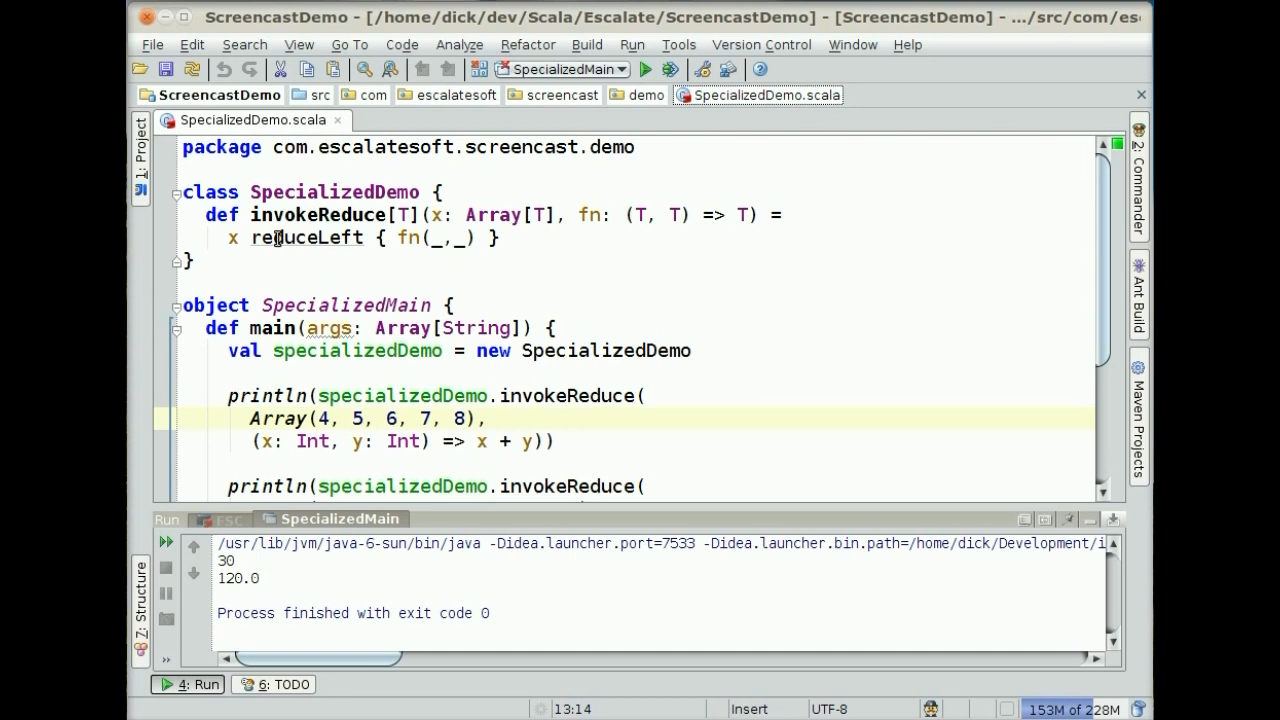 ScreencastDemo - [/home/dick/dev/Scala/Escalate/ScreencastDemo] - [ScreencastDemo] - .../src/com/esc
File Edit Search View Go To Code Analyze Refactor Build Run Tools Version Control Window Help
SpecializedMain
ScreencastDemo src com escalatesoft screencast demo SpecializedDemo.scala
1: Project
SpecializedDemo.scala
2: Commander
Ant Build
Maven Projects
package com.escalatesoft.screencast.demo
class SpecializedDemo {
def invokeReduce[T](x: Array[T], fn: (T, T) => T) =
x reduceLeft { fn(_,_) }
}
object SpecializedMain {
def main(args: Array[String]) {
val specializedDemo = new SpecializedDemo
println(specializedDemo.invokeReduce(
Array(4, 5, 6, 7, 8),
(x: Int, y: Int) => x + y))
println(specializedDemo.invokeReduce(
Run FSC SpecializedMain
/usr/lib/jvm/java-6-sun/bin/java -Didea.launcher.port=7533 -Didea.launcher.bin.path=/home/dick/Development/i
30
120.0
Process finished with exit code 0
7: Structure
4: Run 6: TODO
13:14 Insert UTF-8 153M of 228M